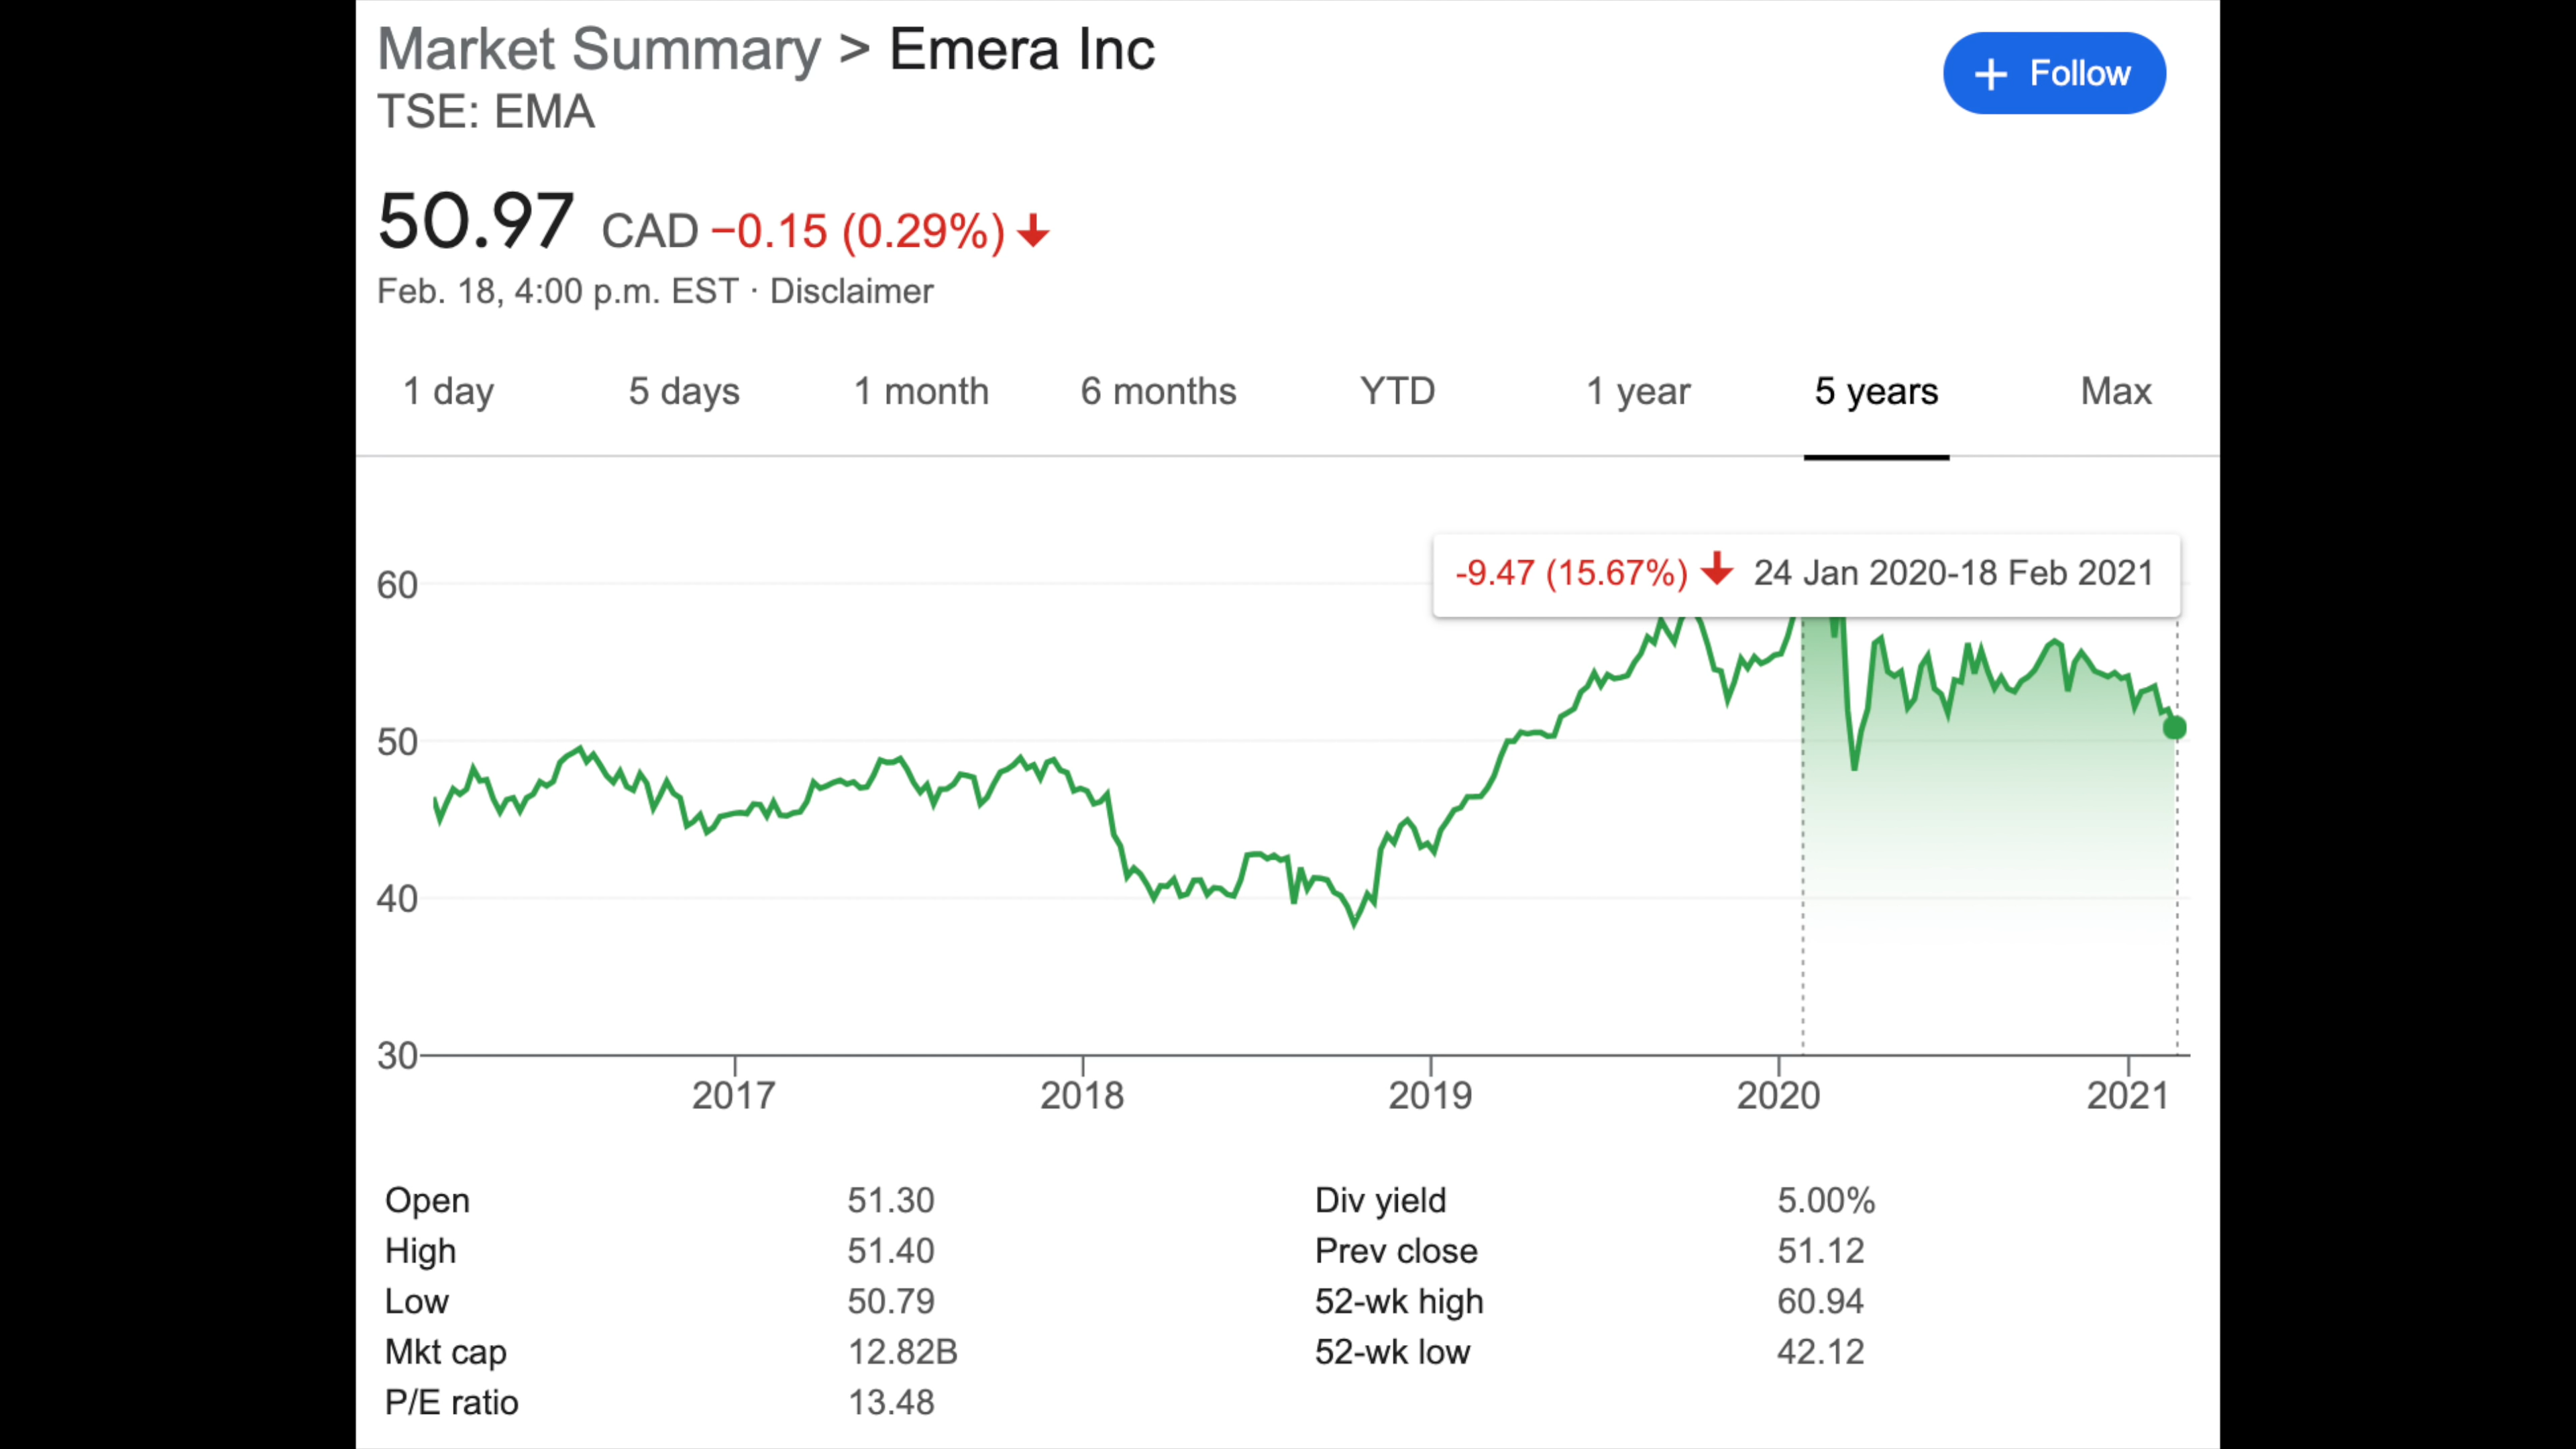 Market Summary > Emera Inc
+ Follow
TSE: EMA
50.97 CAD −0.15 (0.29%) ↓
Feb. 18, 4:00 p.m. EST · Disclaimer
1 day 5 days 1 month 6 months YTD 1 year 5 years Max
-9.47 (15.67%) ↓ 24 Jan 2020-18 Feb 2021
60
50
40
30
2017 2018 2019 2020 2021
Open 51.30 Div yield 5.00%
High 51.40 Prev close 51.12
Low 50.79 52-wk high 60.94
Mkt cap 12.82B 52-wk low 42.12
P/E ratio 13.48